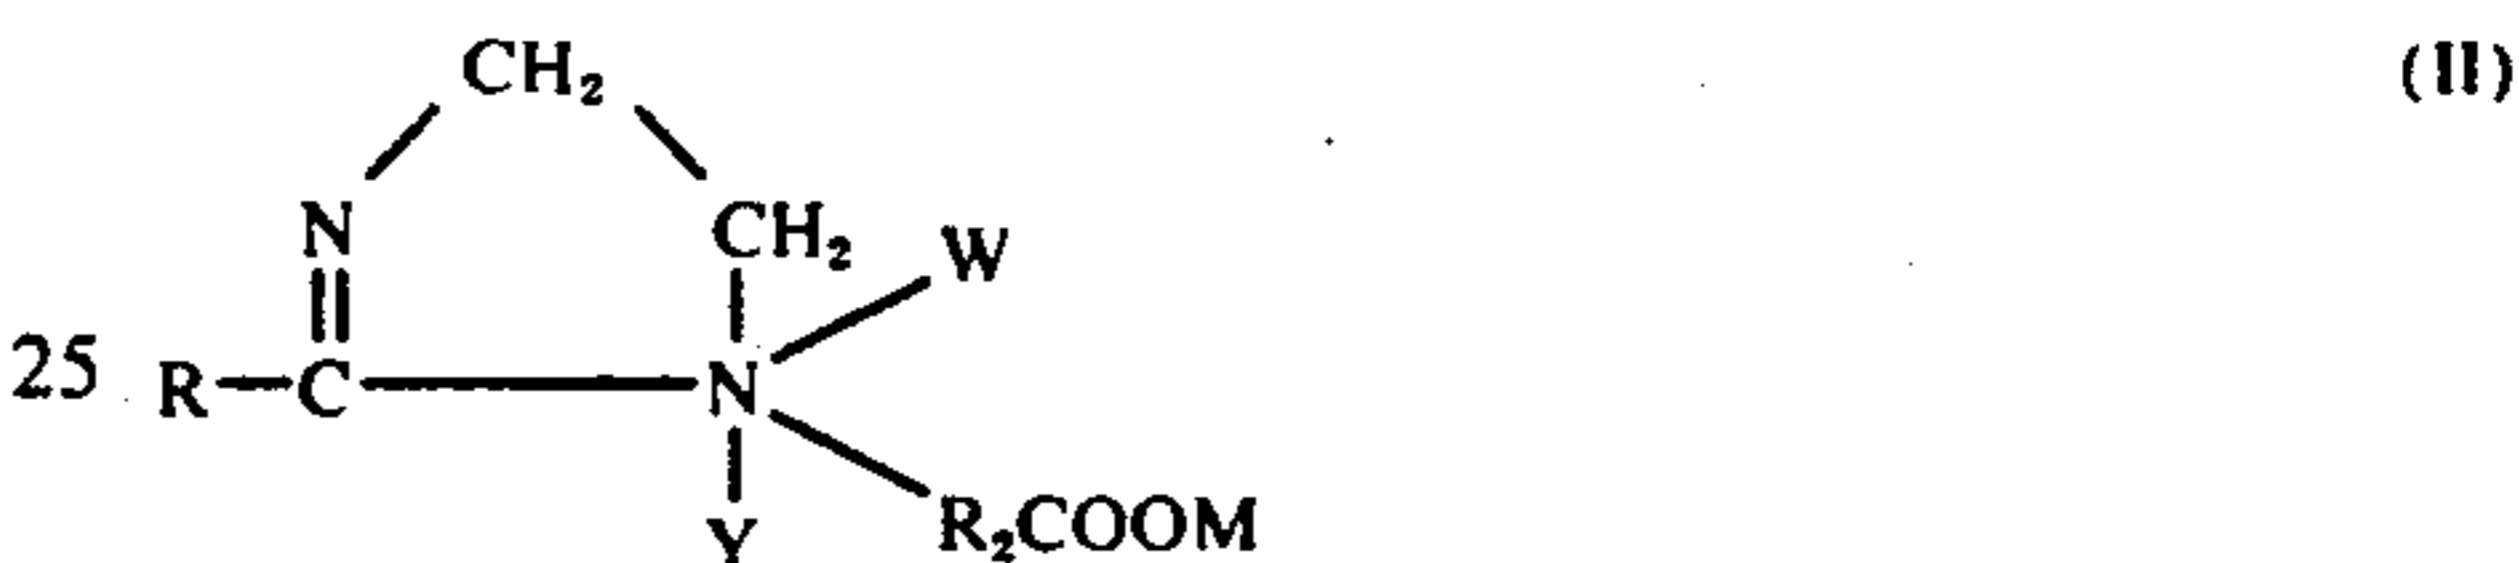 CH₂ (II)
N CH₂ W
25 R C N
Y R₂COOM